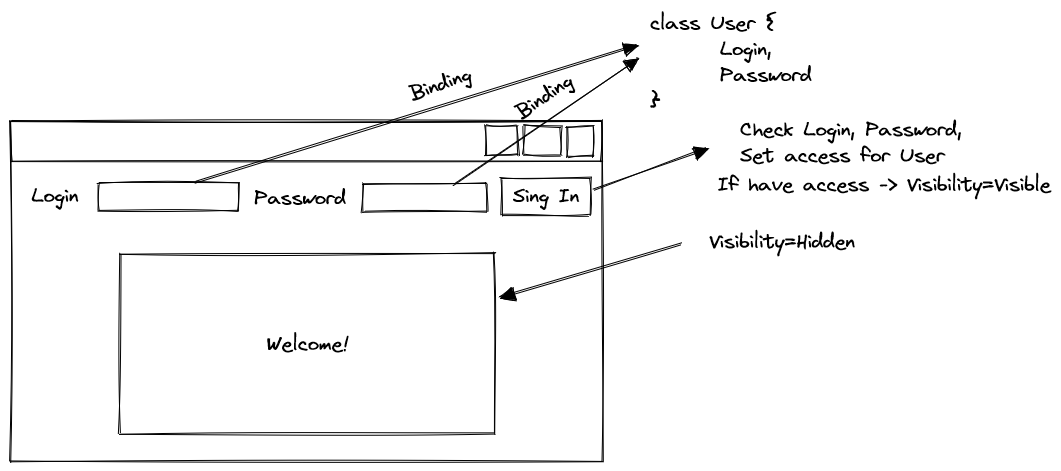 class User {
Login,
Password
}
Binding
Binding
Check Login, Password,
Set access for User
If have access -> Visibility=Visible
Login
Password
Sing In
Visibility=Hidden
Welcome!